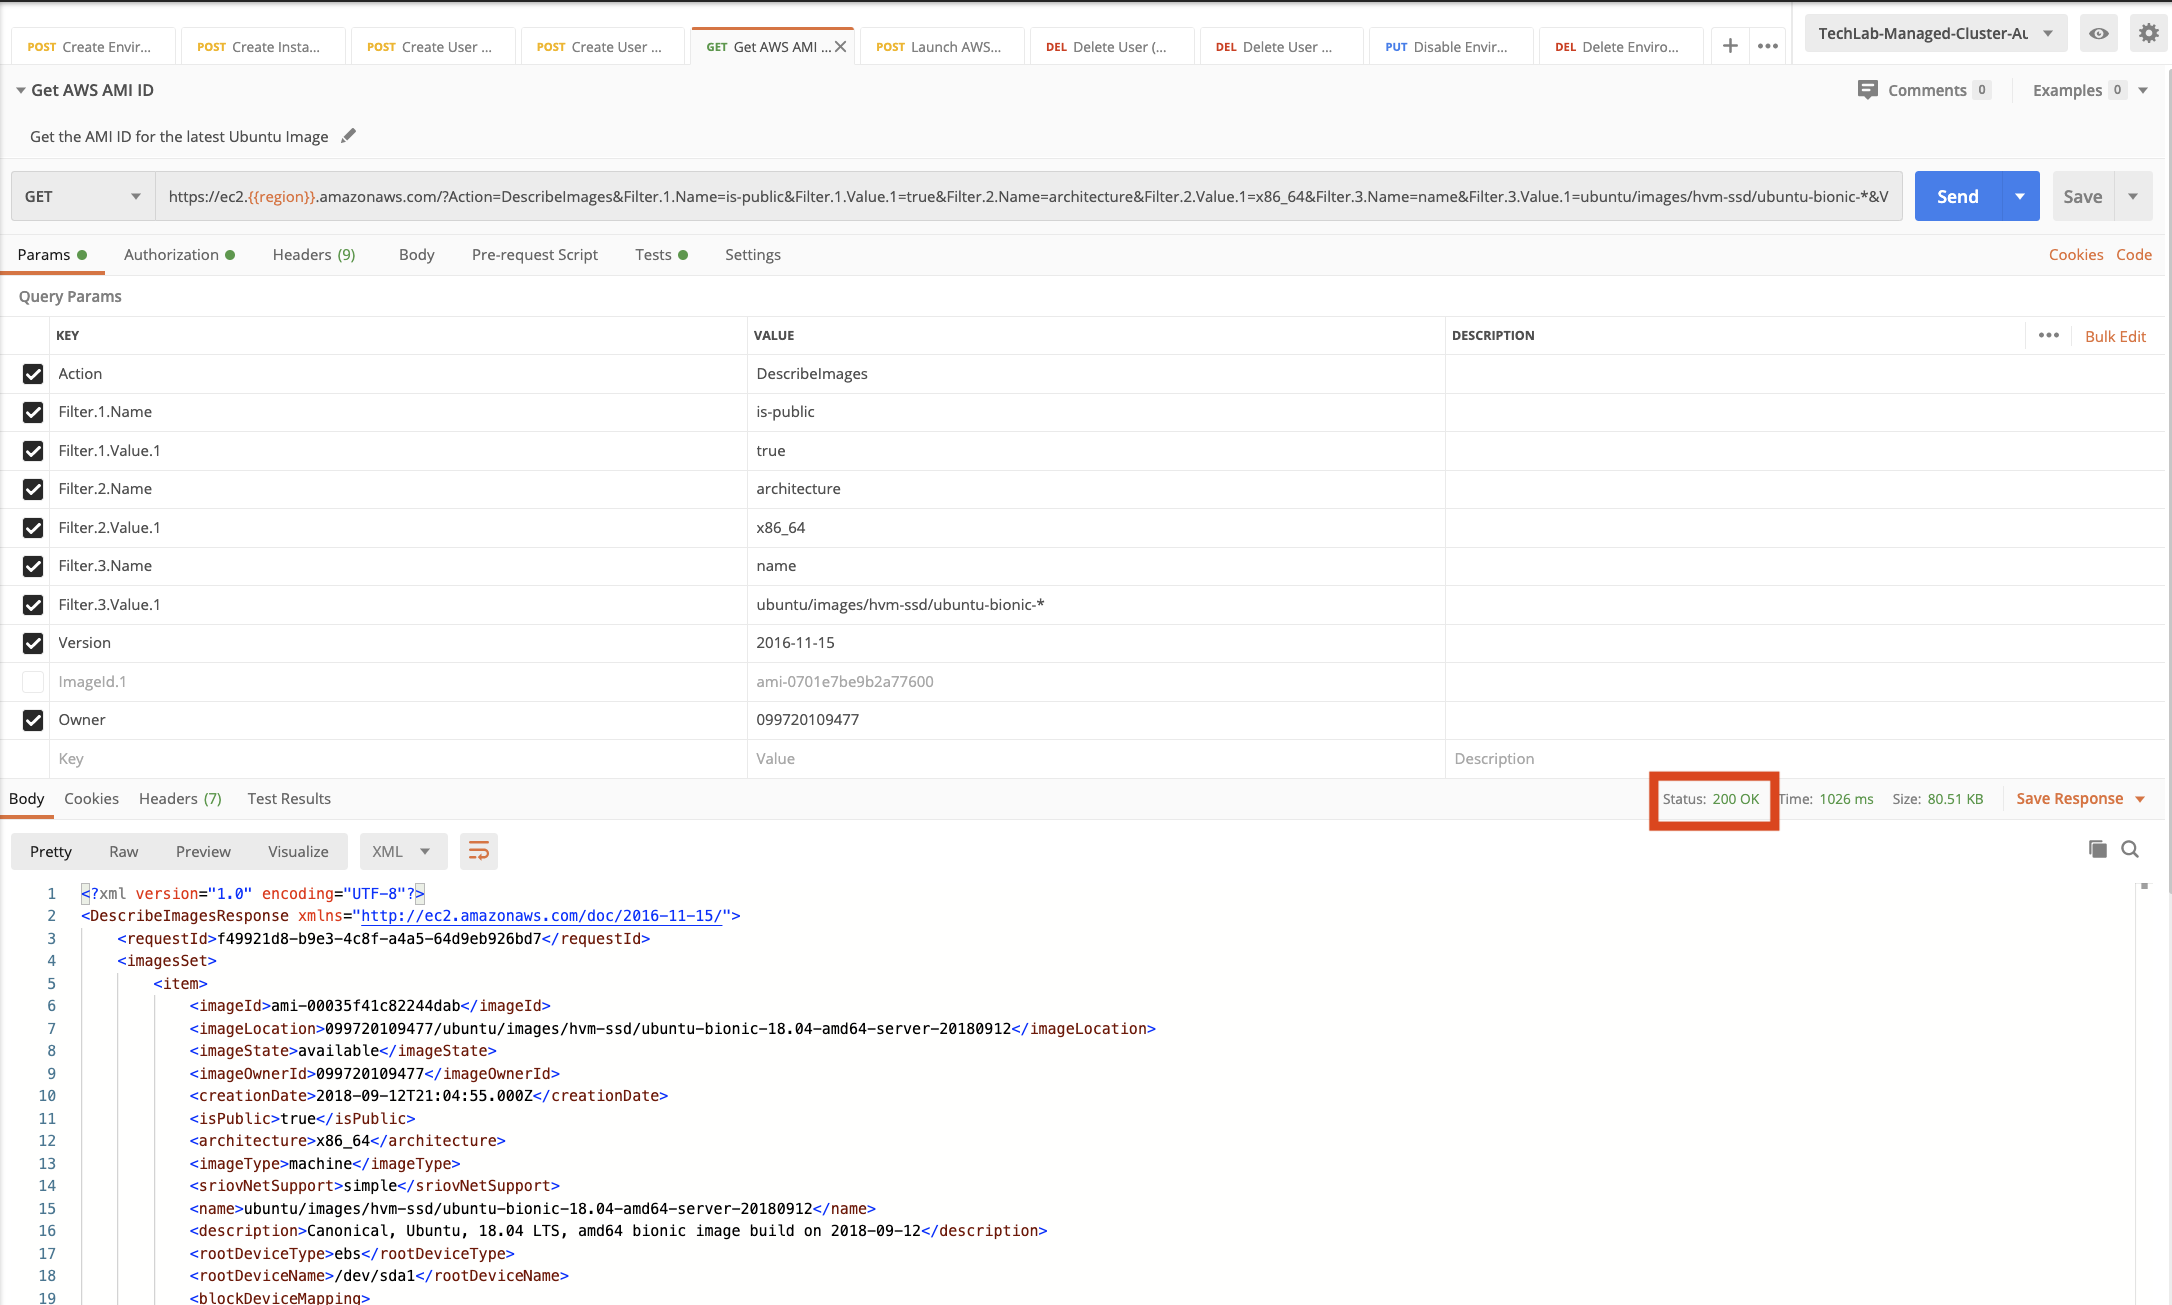 POST Create Envir... POST Create Insta... POST Create User ... POST Create User ... GET Get AWS AMI ... POST Launch AWS... DEL Delete User (... DEL Delete User ... PUT Disable Envir... DEL Delete Enviro... TechLab-Managed-Cluster-Au
Get AWS AMI ID Comments 0 Examples 0
Get the AMI ID for the latest Ubuntu Image
GET https://ec2.{{region}}.amazonaws.com/?Action=DescribeImages&Filter.1.Name=is-public&Filter.1.Value.1=true&Filter.2.Name=architecture&Filter.2.Value.1=x86_64&Filter.3.Name=name&Filter.3.Value.1=ubuntu/images/hvm-ssd/ubuntu-bionic-*&V Send Save
Params Authorization Headers (9) Body Pre-request Script Tests Settings Cookies Code
Query Params
KEY VALUE DESCRIPTION Bulk Edit
Action DescribeImages
Filter.1.Name is-public
Filter.1.Value.1 true
Filter.2.Name architecture
Filter.2.Value.1 x86_64
Filter.3.Name name
Filter.3.Value.1 ubuntu/images/hvm-ssd/ubuntu-bionic-*
Version 2016-11-15
ImageId.1 ami-0701e7be9b2a77600
Owner 099720109477
Key Value Description
Body Cookies Headers (7) Test Results Status: 200 OK Time: 1026 ms Size: 80.51 KB Save Response
Pretty Raw Preview Visualize XML
1 <?xml version="1.0" encoding="UTF-8"?>
2 <DescribeImagesResponse xmlns="http://ec2.amazonaws.com/doc/2016-11-15/">
3 <requestId>f49921d8-b9e3-4c8f-a4a5-64d9eb926bd7</requestId>
4 <imagesSet>
5 <item>
6 <imageId>ami-00035f41c82244dab</imageId>
7 <imageLocation>099720109477/ubuntu/images/hvm-ssd/ubuntu-bionic-18.04-amd64-server-20180912</imageLocation>
8 <imageState>available</imageState>
9 <imageOwnerId>099720109477</imageOwnerId>
10 <creationDate>2018-09-12T21:04:55.000Z</creationDate>
11 <isPublic>true</isPublic>
12 <architecture>x86_64</architecture>
13 <imageType>machine</imageType>
14 <sriovNetSupport>simple</sriovNetSupport>
15 <name>ubuntu/images/hvm-ssd/ubuntu-bionic-18.04-amd64-server-20180912</name>
16 <description>Canonical, Ubuntu, 18.04 LTS, amd64 bionic image build on 2018-09-12</description>
17 <rootDeviceType>ebs</rootDeviceType>
18 <rootDeviceName>/dev/sda1</rootDeviceName>
19 <blockDeviceMapping>